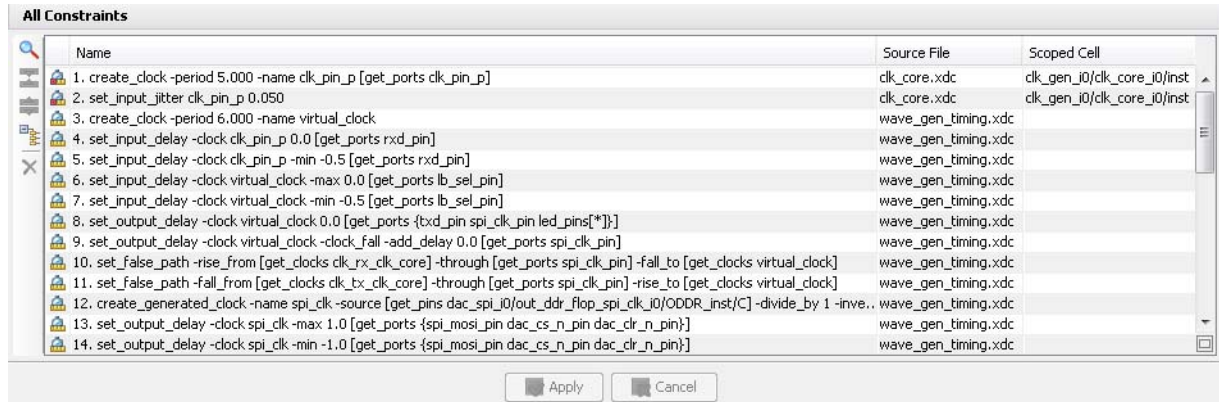 All Constraints
Name Source File Scoped Cell
1. create_clock -period 5.000 -name clk_pin_p [get_ports clk_pin_p] clk_core.xdc clk_gen_i0/clk_core_i0/inst
2. set_input_jitter clk_pin_p 0.050 clk_core.xdc clk_gen_i0/clk_core_i0/inst
3. create_clock -period 6.000 -name virtual_clock wave_gen_timing.xdc
4. set_input_delay -clock clk_pin_p 0.0 [get_ports rxd_pin] wave_gen_timing.xdc
5. set_input_delay -clock clk_pin_p -min -0.5 [get_ports rxd_pin] wave_gen_timing.xdc
6. set_input_delay -clock virtual_clock -max 0.0 [get_ports lb_sel_pin] wave_gen_timing.xdc
7. set_input_delay -clock virtual_clock -min -0.5 [get_ports lb_sel_pin] wave_gen_timing.xdc
8. set_output_delay -clock virtual_clock 0.0 [get_ports {txd_pin spi_clk_pin led_pins[*]}] wave_gen_timing.xdc
9. set_output_delay -clock virtual_clock -clock_fall -add_delay 0.0 [get_ports spi_clk_pin] wave_gen_timing.xdc
10. set_false_path -rise_from [get_clocks clk_rx_clk_core] -through [get_ports spi_clk_pin] -fall_to [get_clocks virtual_clock] wave_gen_timing.xdc
11. set_false_path -fall_from [get_clocks clk_tx_clk_core] -through [get_ports spi_clk_pin] -rise_to [get_clocks virtual_clock] wave_gen_timing.xdc
12. create_generated_clock -name spi_clk -source [get_pins dac_spi_i0/out_ddr_flop_spi_clk_i0/ODDR_inst/C] -divide_by 1 -inve.. wave_gen_timing.xdc
13. set_output_delay -clock spi_clk -max 1.0 [get_ports {spi_mosi_pin dac_cs_n_pin dac_clr_n_pin}] wave_gen_timing.xdc
14. set_output_delay -clock spi_clk -min -1.0 [get_ports {spi_mosi_pin dac_cs_n_pin dac_clr_n_pin}] wave_gen_timing.xdc
Apply Cancel